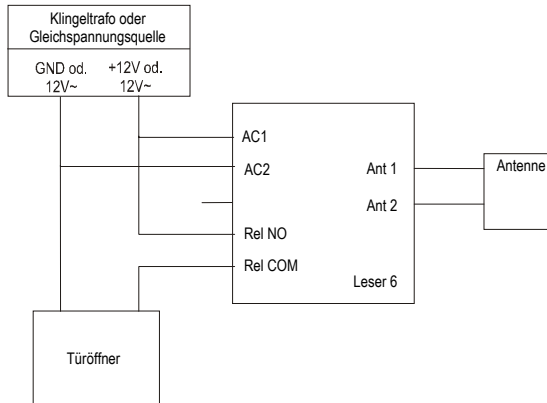 Klingeltrafo oder
Gleichspannungsquelle
GND od.
12V~
+12V od.
12V~
AC1
AC2
Rel NO
Rel COM
Ant 1
Ant 2
Leser 6
Antenne
Türöffner